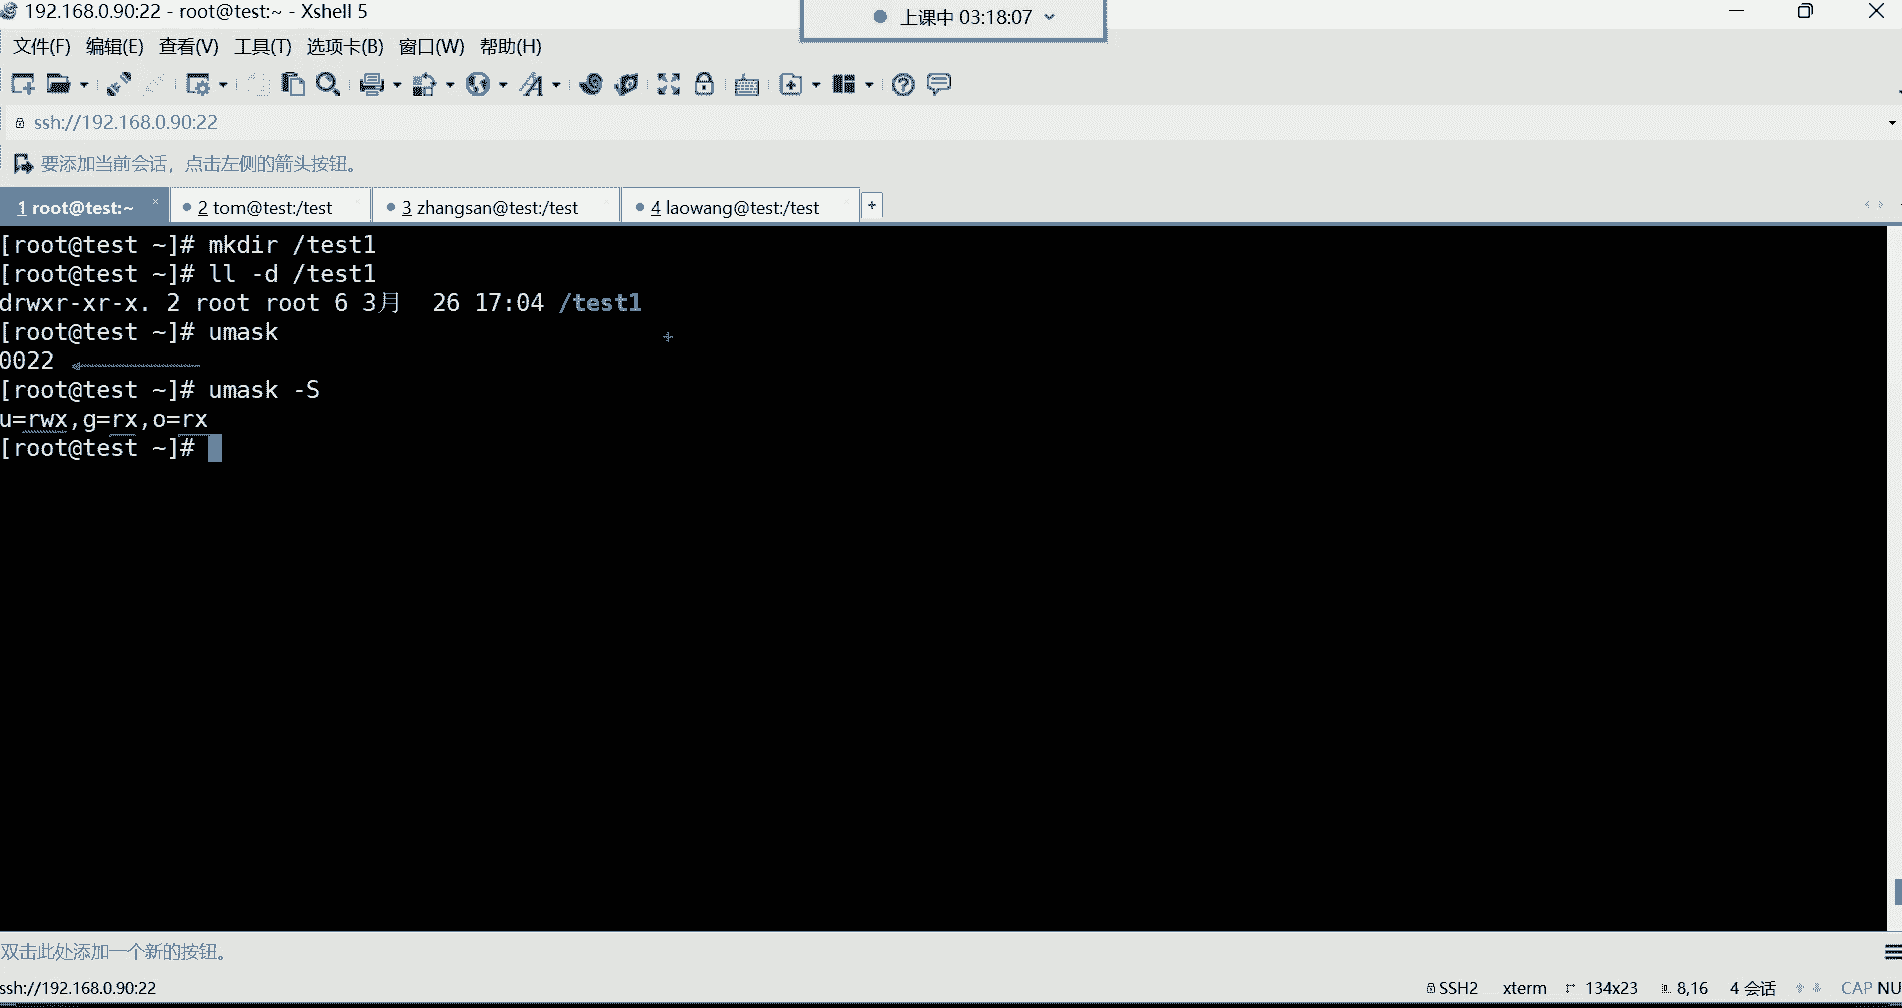 192.168.0.90:22 - root@test:~ - Xshell 5
上课中 03:18:07
文件(F) 编辑(E) 查看(V) 工具(T) 选项卡(B) 窗口(W) 帮助(H)
ssh://192.168.0.90:22
要添加当前会话，点击左侧的箭头按钮。
1 root@test:~ × 2 tom@test:/test 3 zhangsan@test:/test 4 laowang@test:/test +
[root@test ~]# mkdir /test1
[root@test ~]# ll -d /test1
drwxr-xr-x. 2 root root 6 3月  26 17:04 /test1
[root@test ~]# umask
0022
[root@test ~]# umask -S
u=rwx,g=rx,o=rx
[root@test ~]#
双击此处添加一个新的按钮。
ssh://192.168.0.90:22 SSH2 xterm 134x23 8,16 4 会话 CAP NU